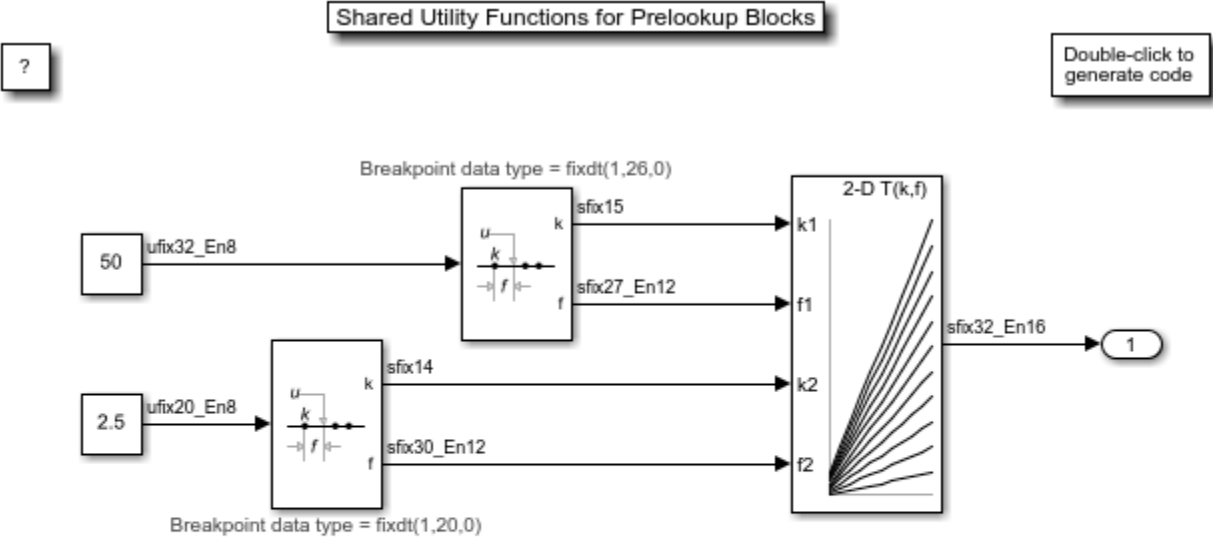 Shared Utility Functions for Prelookup Blocks
?
Double-click to
generate code
Breakpoint data type = fixdt(1,26,0)
2-D T(k,f)
50
ufix32_En8
u
k
f
k
f
sfix15
sfix27_En12
k1
f1
k2
f2
sfix32_En16
1
2.5
ufix20_En8
u
k
f
k
f
sfix14
sfix30_En12
Breakpoint data type = fixdt(1,20,0)